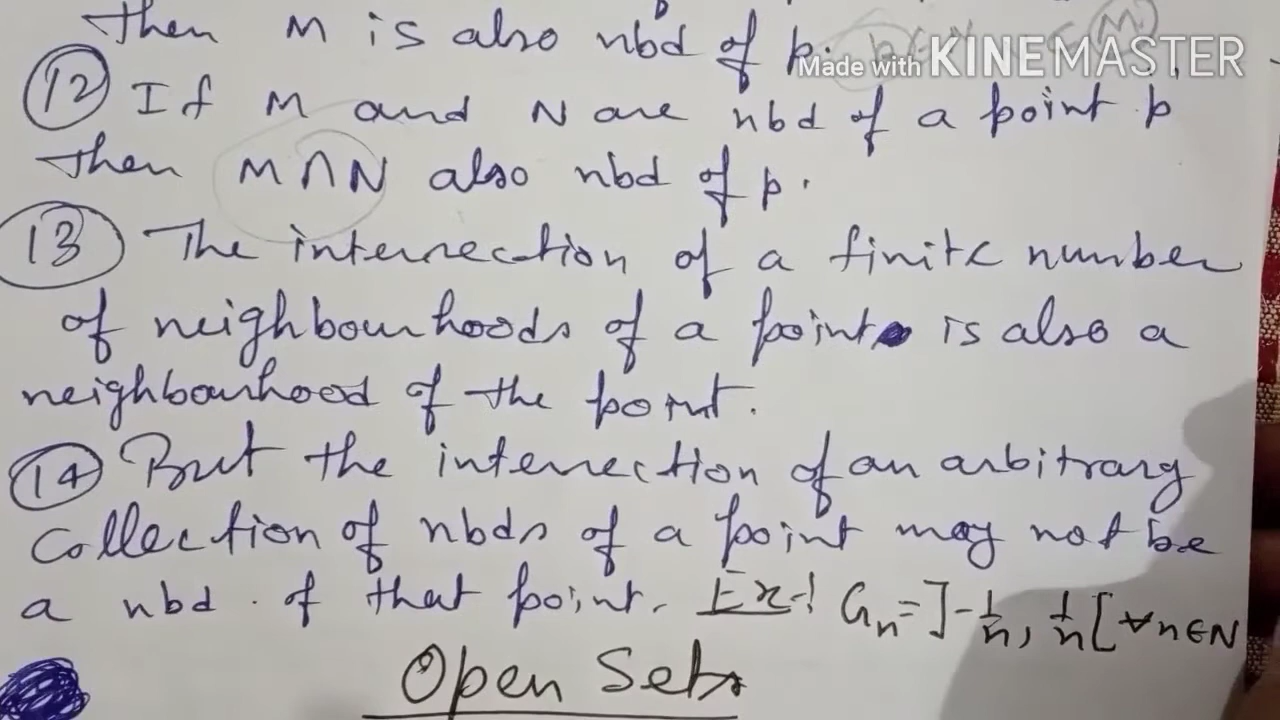 then M is also nbd of p.
Made with KINEMASTER
(12) If M and N are nbd of a point p
then M∩N also nbd of p.
(13) The intersection of a finite number
of neighbourhoods of a point is also a
neighbourhood of the point.
(14) But the intersection of an arbitrary
collection of nbds of a point may not be
a nbd. of that point. Ex-! Gn = ]-1/n, 1/n[ ∀n∈N
Open Sets